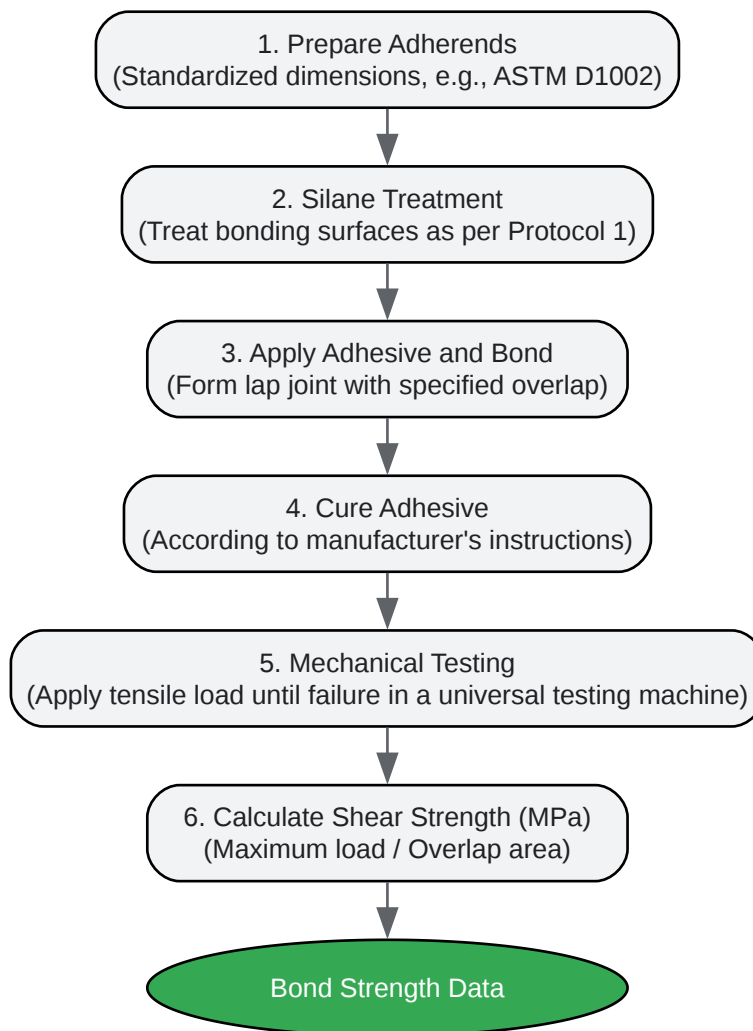 1. Prepare Adherends
(Standardized dimensions, e.g., ASTM D1002)
2. Silane Treatment
(Treat bonding surfaces as per Protocol 1)
3. Apply Adhesive and Bond
(Form lap joint with specified overlap)
4. Cure Adhesive
(According to manufacturer's instructions)
5. Mechanical Testing
(Apply tensile load until failure in a universal testing machine)
6. Calculate Shear Strength (MPa)
(Maximum load / Overlap area)
Bond Strength Data